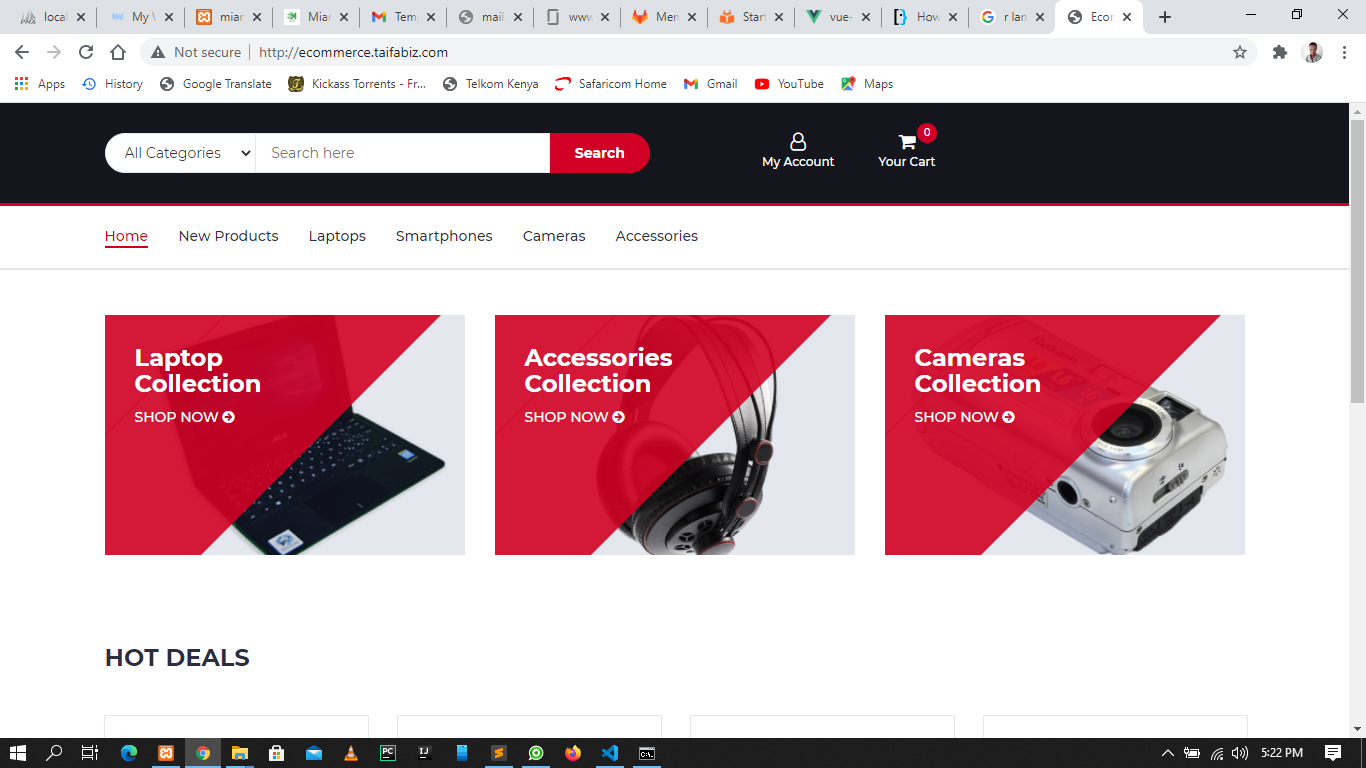 local
My
miar
Miar
Tem
mail
www
Men
Start
vue-
How
r lan
Ecor
Not secure
http://ecommerce.taifabiz.com
Apps
History
Google Translate
Kickass Torrents - Fr...
Telkom Kenya
Safaricom Home
Gmail
YouTube
Maps
All Categories
Search here
Search
My Account
0
Your Cart
Home
New Products
Laptops
Smartphones
Cameras
Accessories
Laptop
Collection
SHOP NOW
Accessories
Collection
SHOP NOW
Cameras
Collection
SHOP NOW
HOT DEALS
PC
IJ
5:22 PM